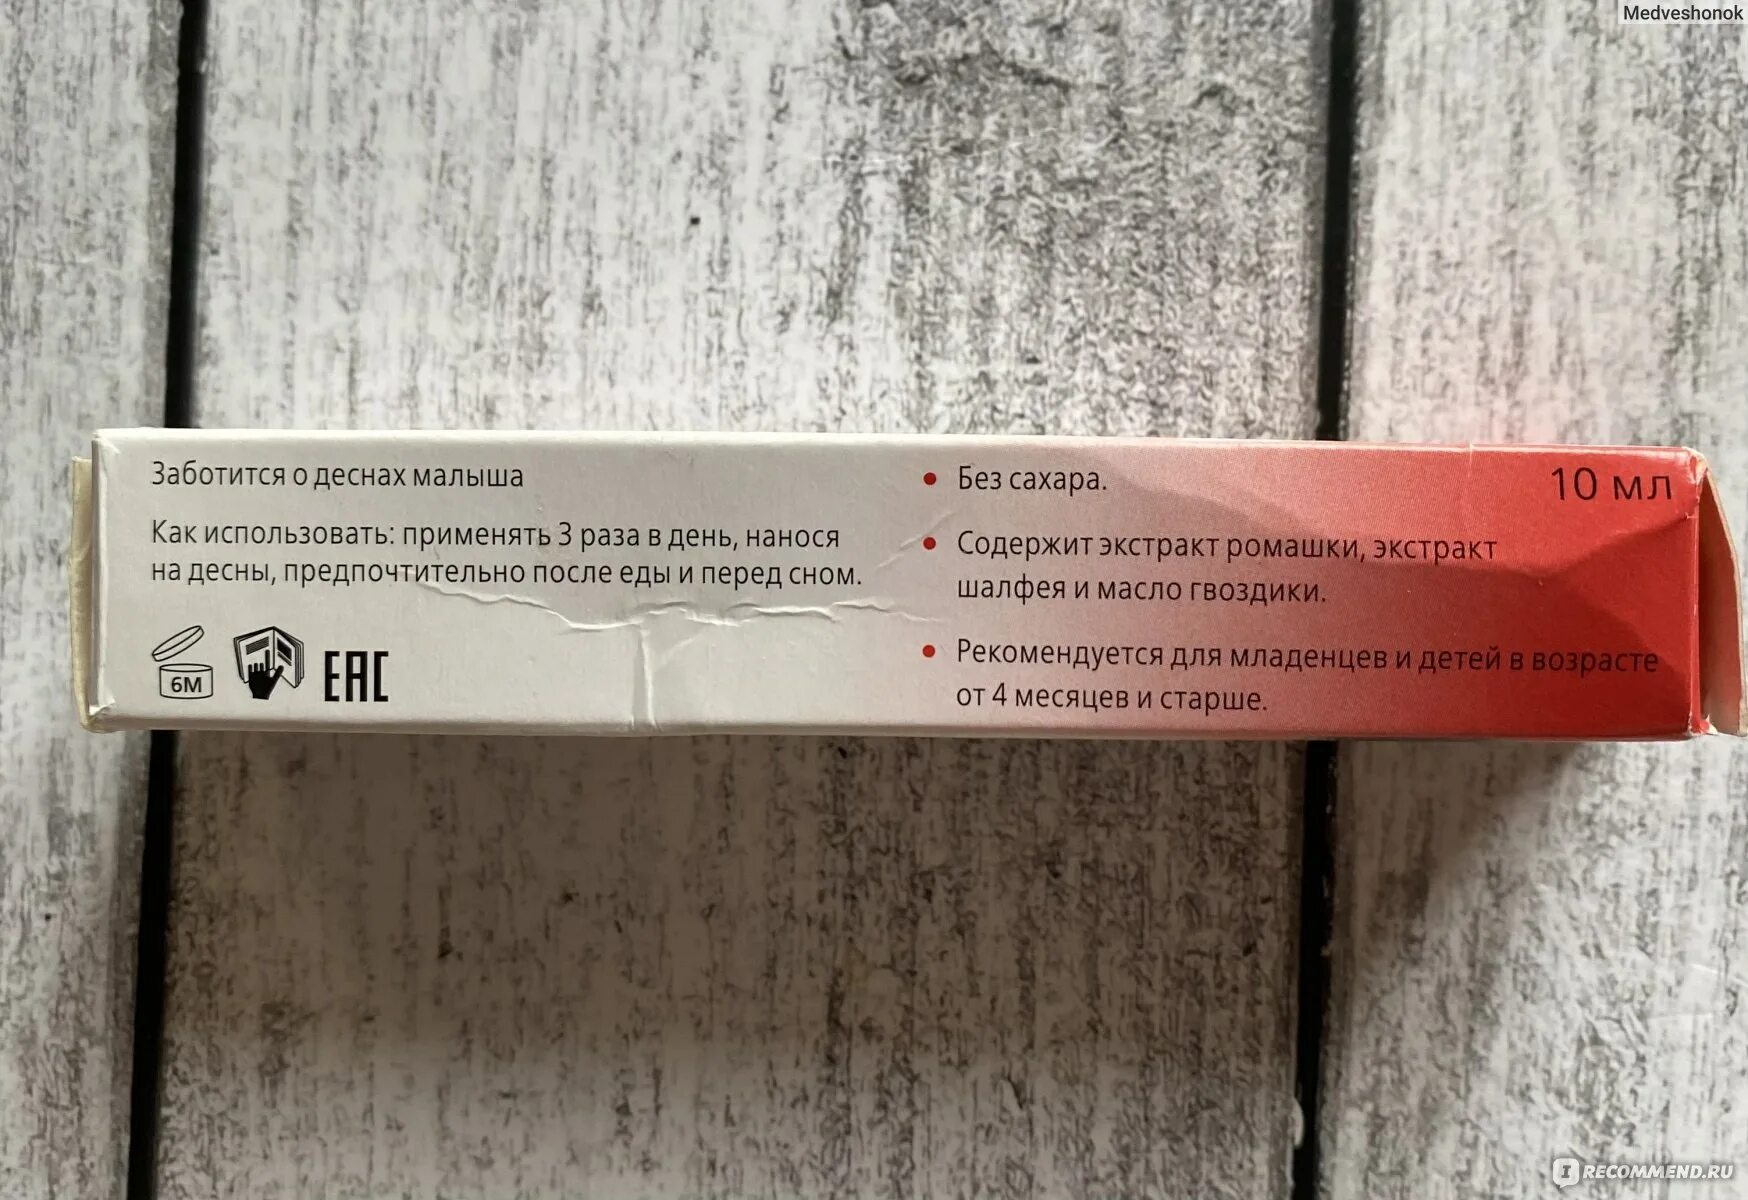 Medveshonok
Заботится о деснах малыша
Как использовать: применять 3 раза в день, нанося
на десны, предпочтительно после еды и перед сном.
6M
EAC
• Без сахара.
• Содержит экстракт ромашки, экстракт
шалфея и масло гвоздики.
• Рекомендуется для младенцев и детей в возрасте
от 4 месяцев и старше.
10 мл
IRECOMMEND.RU